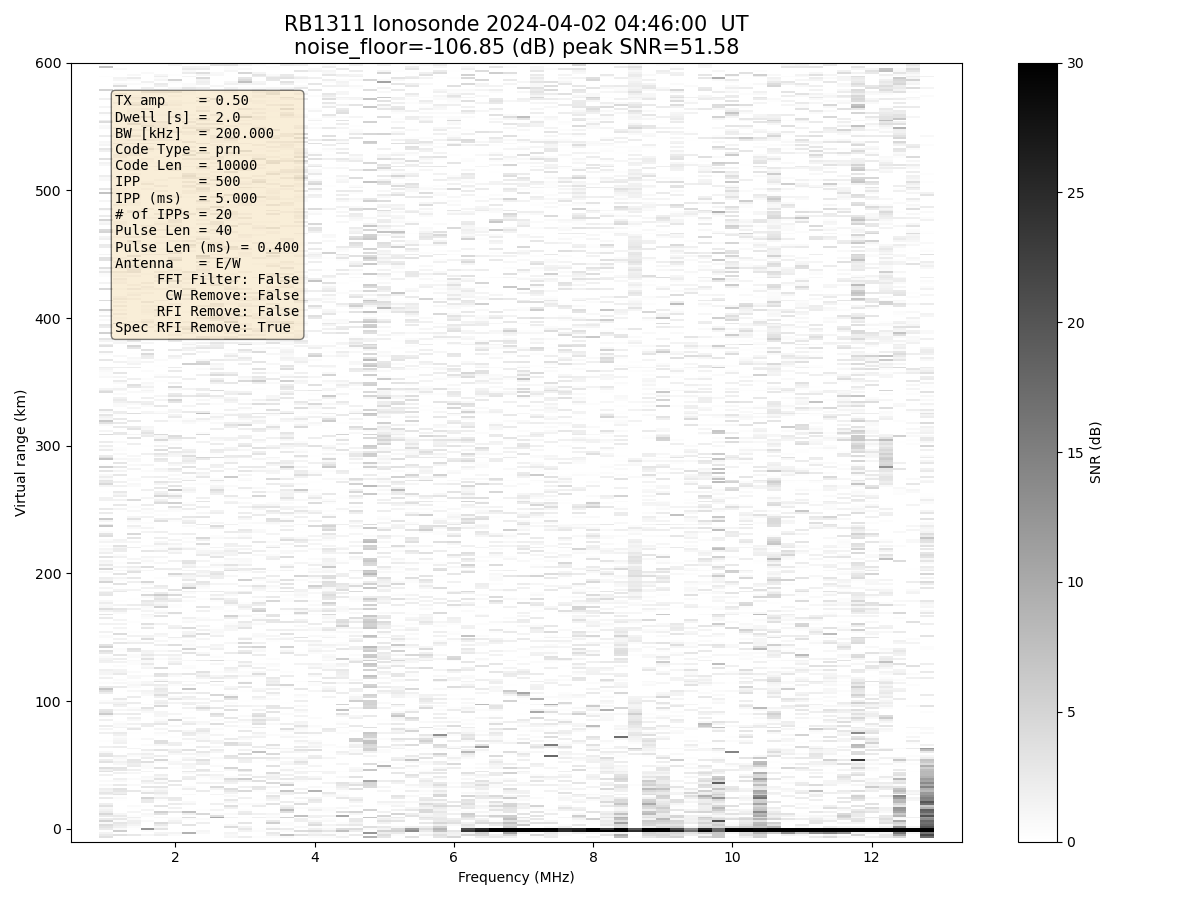 RB1311 Ionosonde 2024-04-02 04:46:00  UT
noise_floor=-106.85 (dB) peak SNR=51.58
TX amp    = 0.50
Dwell [s] = 2.0
BW [kHz]  = 200.000
Code Type = prn
Code Len  = 10000
IPP       = 500
IPP (ms)  = 5.000
# of IPPs = 20
Pulse Len = 40
Pulse Len (ms) = 0.400
Antenna   = E/W
FFT Filter: False
CW Remove: False
RFI Remove: False
Spec RFI Remove: True
600
500
400
300
200
100
0
Virtual range (km)
2 4 6 8 10 12
Frequency (MHz)
30
25
20
15
10
5
0
SNR (dB)